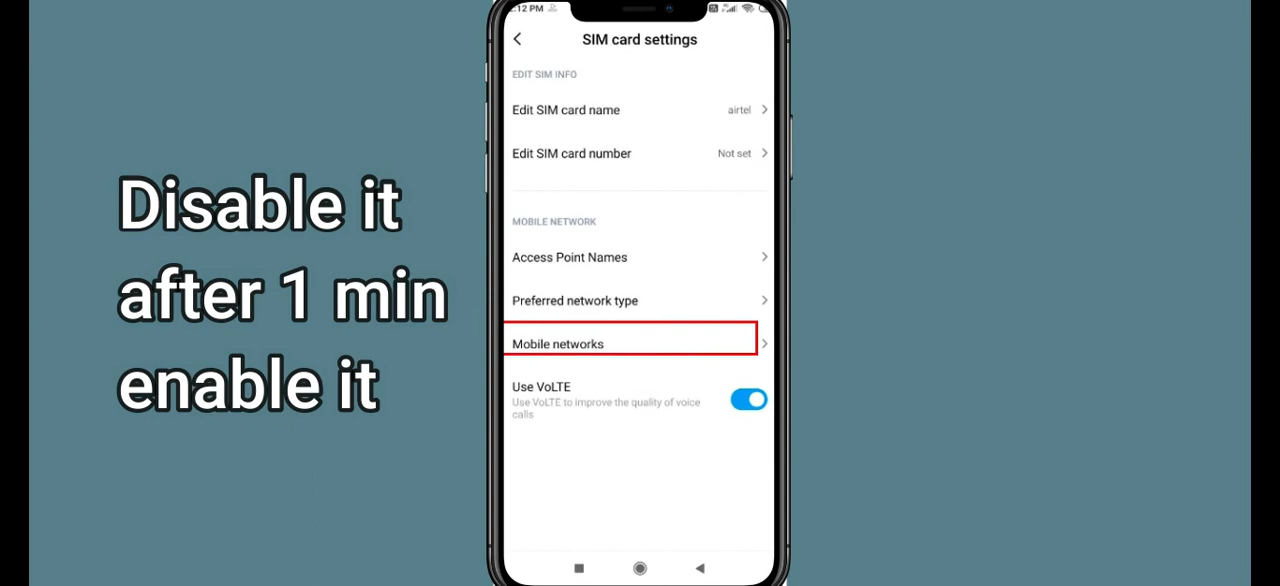 Disable it
after 1 min
enable it
:12 PM
SIM card settings
EDIT SIM INFO
Edit SIM card name
airtel
Edit SIM card number
Not set
MOBILE NETWORK
Access Point Names
Preferred network type
Mobile networks
Use VoLTE
Use VoLTE to improve the quality of voice
calls